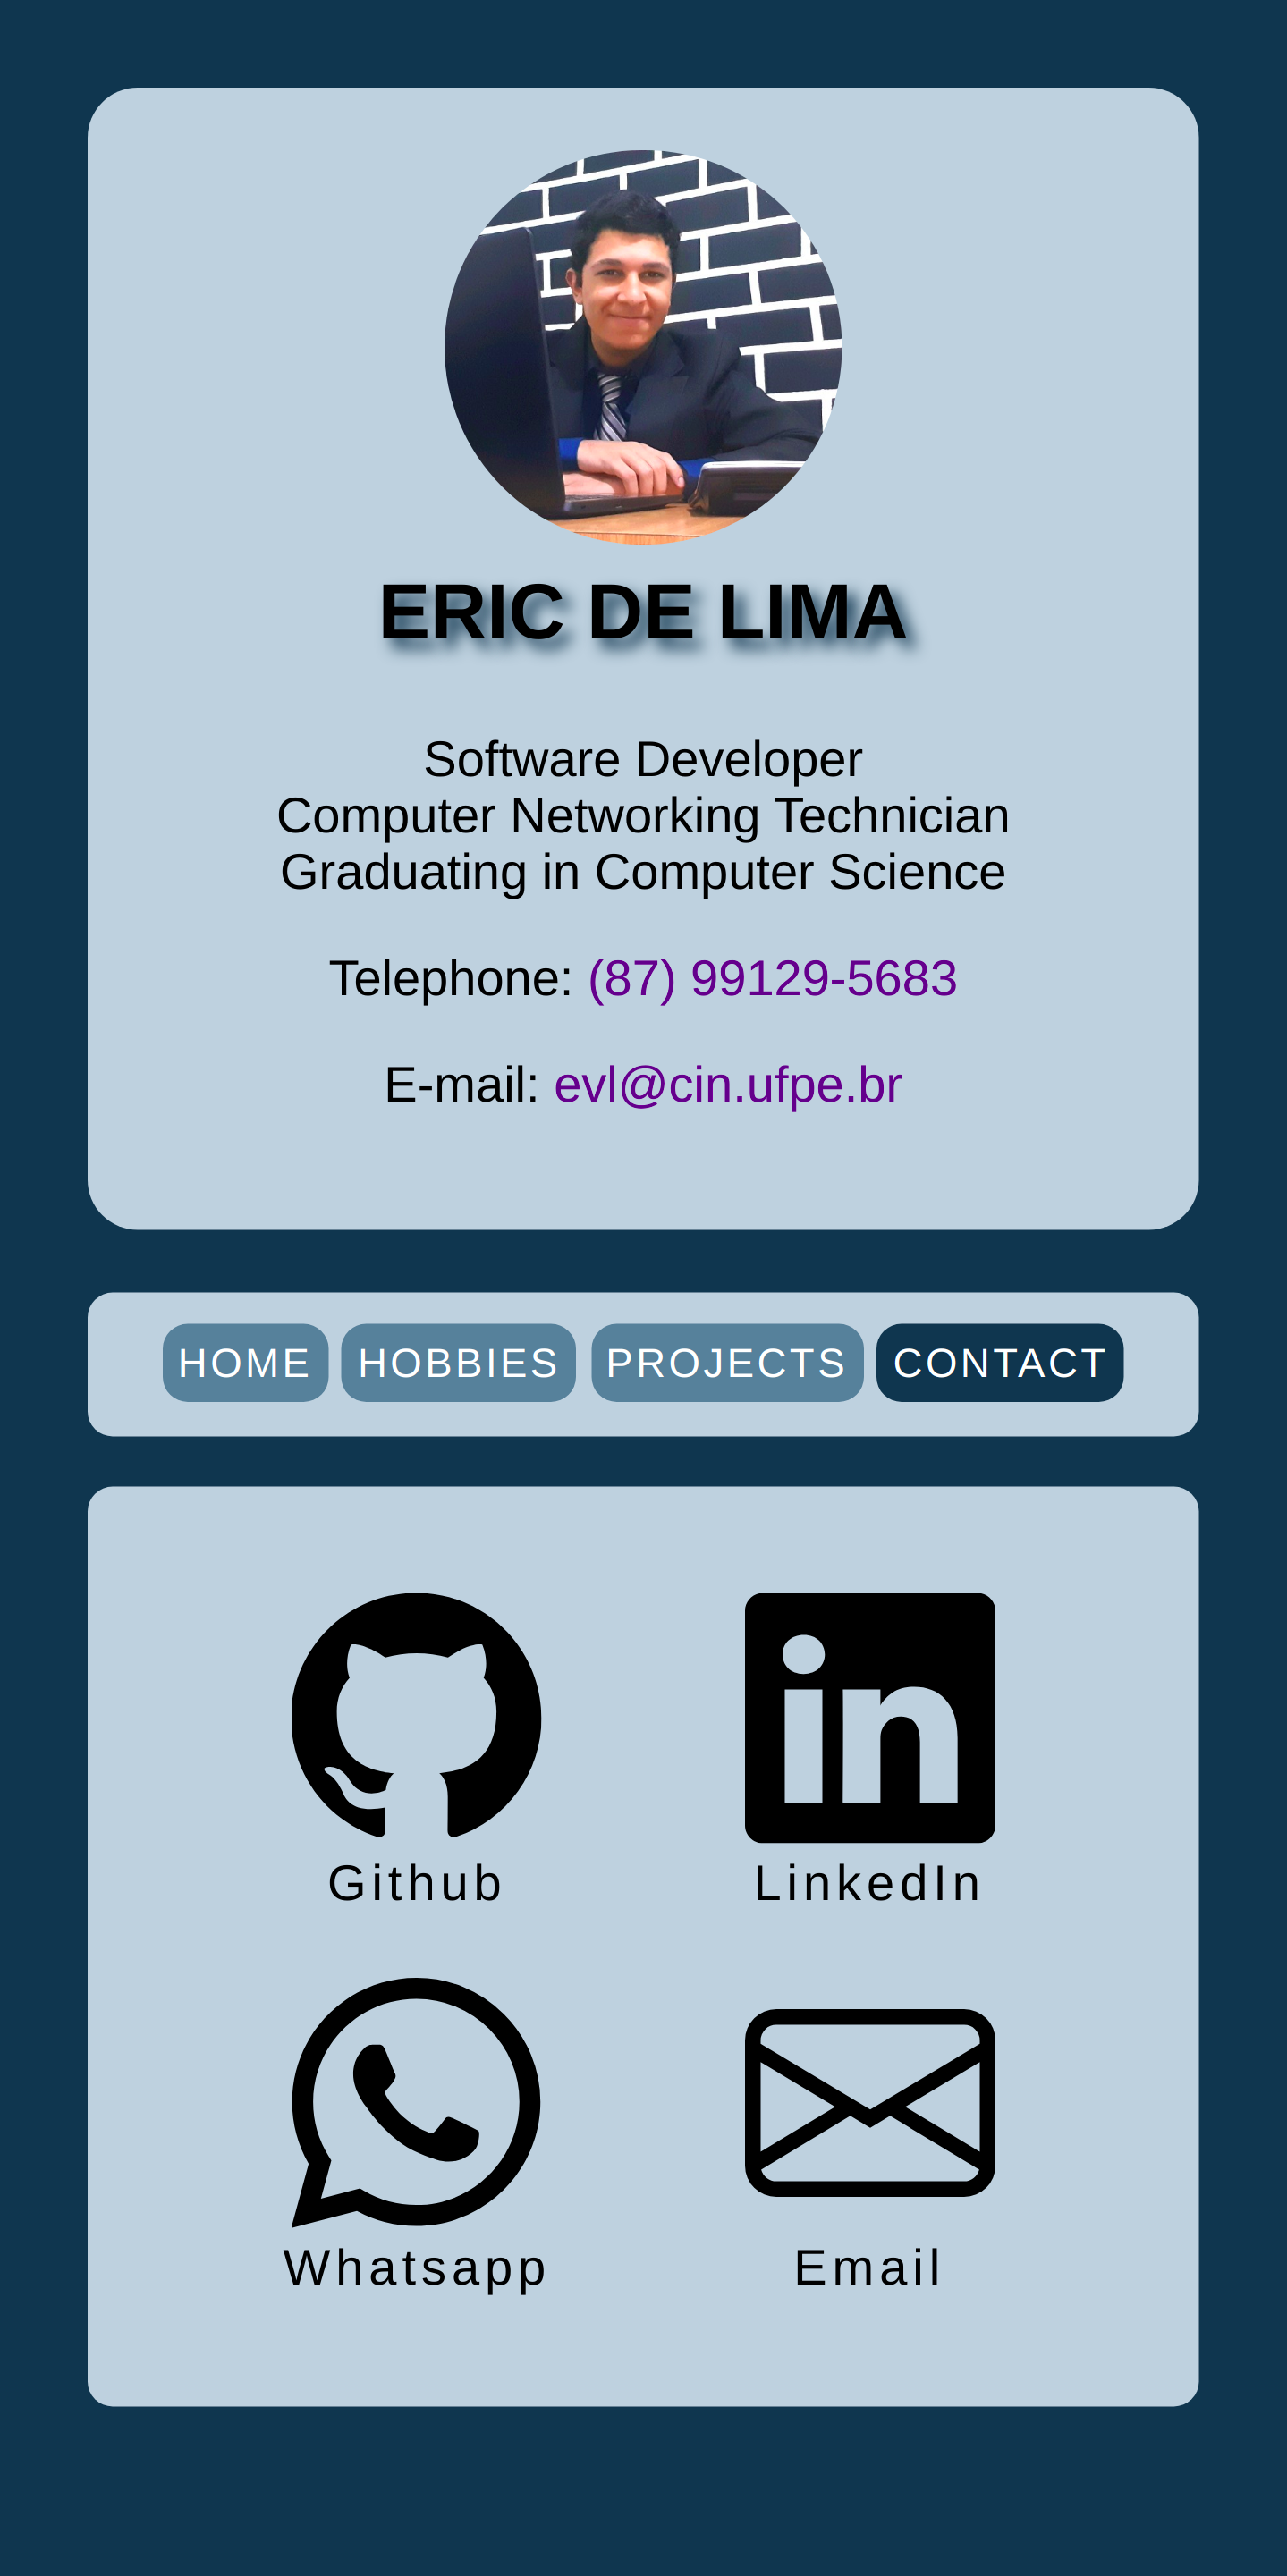 ERIC DE LIMA
Software Developer
Computer Networking Technician
Graduating in Computer Science
Telephone: (87) 99129-5683
E-mail: evl@cin.ufpe.br
HOME HOBBIES PROJECTS CONTACT
in
Github LinkedIn
Whatsapp Email